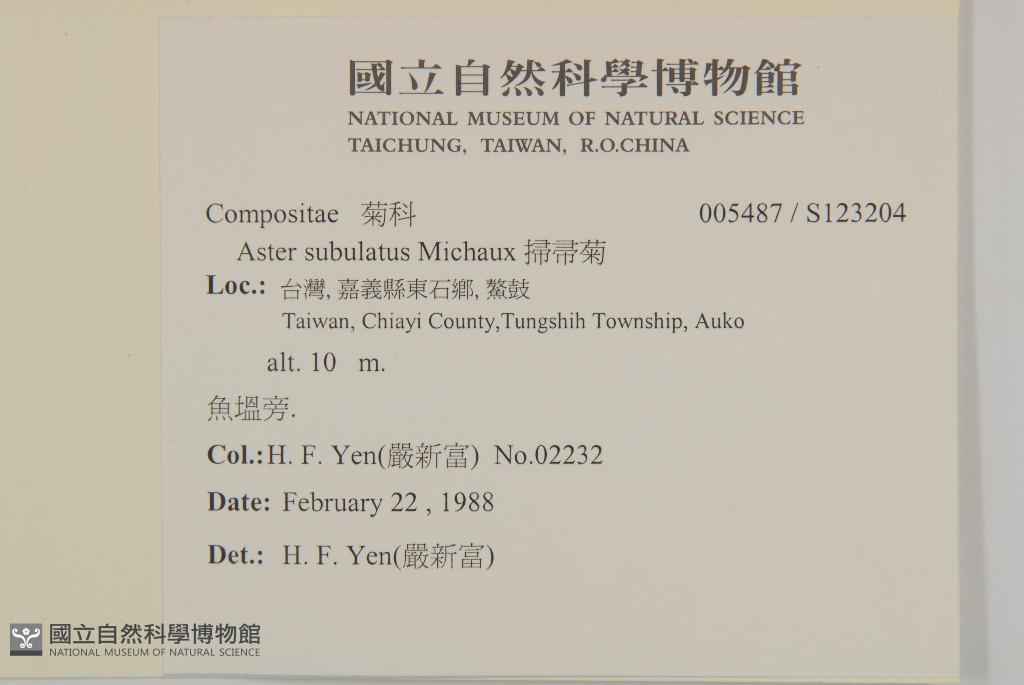 國立自然科學博物館
NATIONAL MUSEUM OF NATURAL SCIENCE
TAICHUNG, TAIWAN, R.O.CHINA
Compositae 菊科 005487 / S123204
Aster subulatus Michaux 掃帚菊
Loc.: 台灣, 嘉義縣東石鄉, 鰲鼓
Taiwan, Chiayi County,Tungshih Township, Auko
alt. 10 m.
魚塭旁.
Col.:H. F. Yen(嚴新富) No.02232
Date: February 22 , 1988
Det.: H. F. Yen(嚴新富)
國立自然科學博物館
NATIONAL MUSEUM OF NATURAL SCIENCE